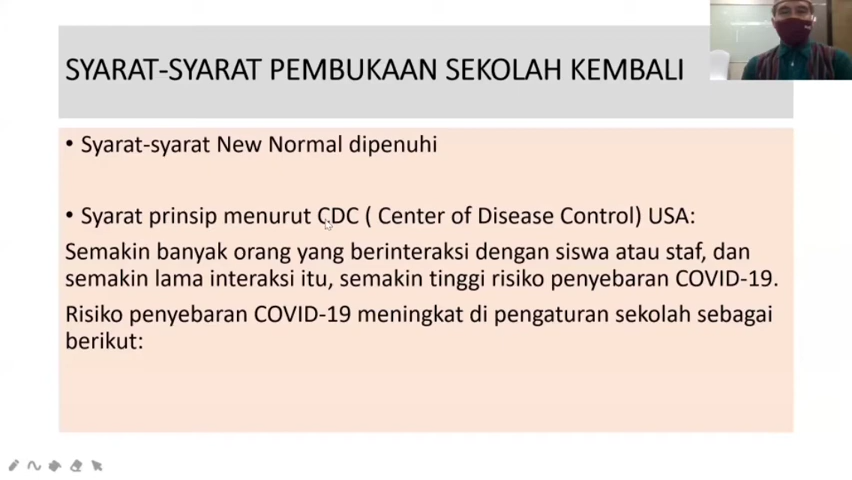 SYARAT-SYARAT PEMBUKAAN SEKOLAH KEMBALI
• Syarat-syarat New Normal dipenuhi
• Syarat prinsip menurut CDC ( Center of Disease Control) USA:
Semakin banyak orang yang berinteraksi dengan siswa atau staf, dan
semakin lama interaksi itu, semakin tinggi risiko penyebaran COVID-19.
Risiko penyebaran COVID-19 meningkat di pengaturan sekolah sebagai
berikut: